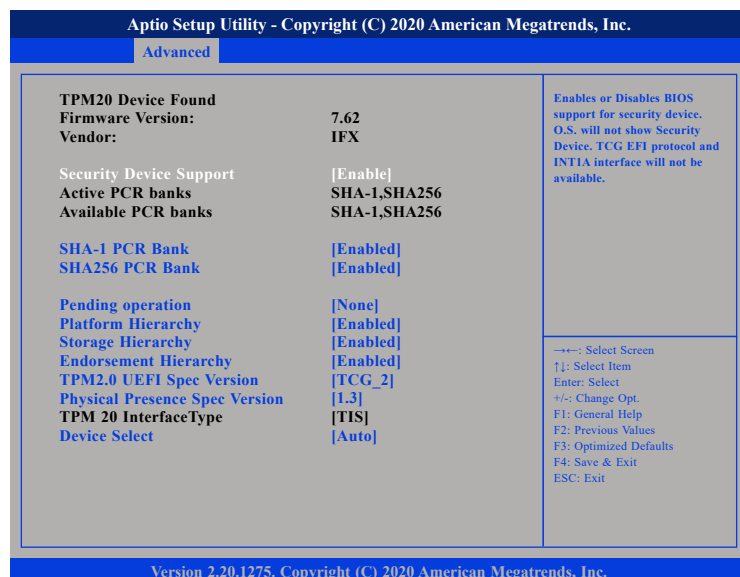 Aptio Setup Utility - Copyright (C) 2020 American Megatrends, Inc.
Advanced
TPM20 Device Found
Firmware Version: 7.62
Vendor: IFX
Security Device Support [Enable]
Active PCR banks SHA-1,SHA256
Available PCR banks SHA-1,SHA256
SHA-1 PCR Bank [Enabled]
SHA256 PCR Bank [Enabled]
Pending operation [None]
Platform Hierarchy [Enabled]
Storage Hierarchy [Enabled]
Endorsement Hierarchy [Enabled]
TPM2.0 UEFI Spec Version [TCG_2]
Physical Presence Spec Version [1.3]
TPM 20 InterfaceType [TIS]
Device Select [Auto]
Enables or Disables BIOS
support for security device.
O.S. will not show Security
Device. TCG EFI protocol and
INT1A interface will not be
available.
→←: Select Screen
↑↓: Select Item
Enter: Select
+/-: Change Opt.
F1: General Help
F2: Previous Values
F3: Optimized Defaults
F4: Save & Exit
ESC: Exit
Version 2.20.1275. Copyright (C) 2020 American Megatrends, Inc.